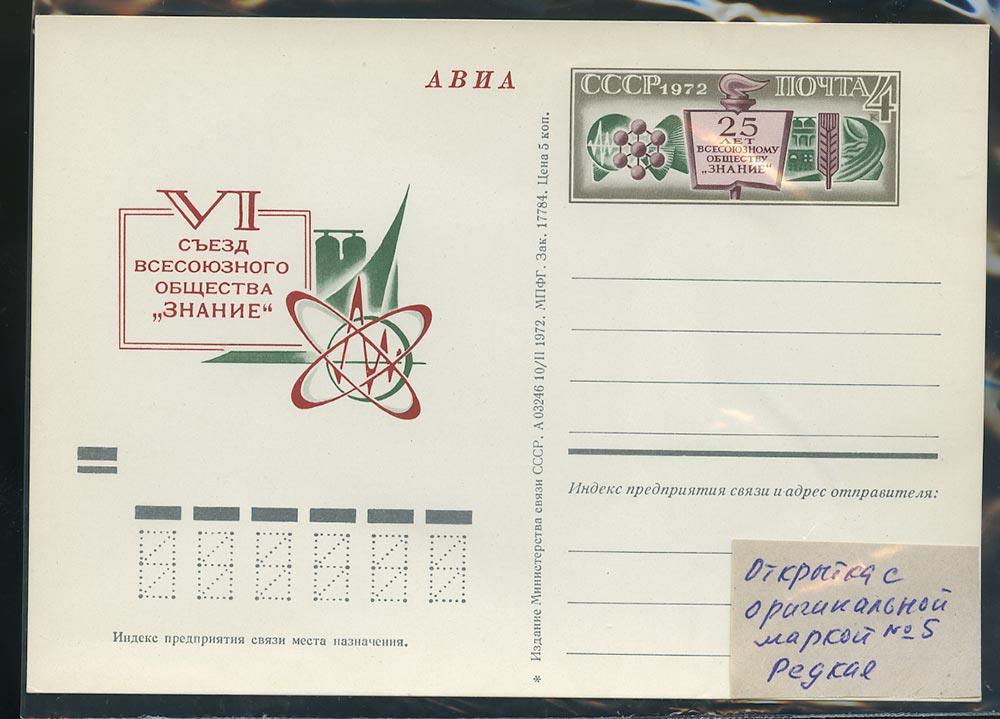 АВИА
СССР 1972 ПОЧТА 4 К
25
ЛЕТ
ВСЕСОЮЗНОМУ
ОБЩЕСТВУ
„ЗНАНИЕ“
VI
СЪЕЗД
ВСЕСОЮЗНОГО
ОБЩЕСТВА
„ЗНАНИЕ“
Индекс предприятия связи места назначения.
* Издание Министерства связи СССР. А 03246 10/II 1972. МПФГ. Зак. 17784. Цена 5 коп.
Индекс предприятия связи и адрес отправителя:
Открытка с
оригинальной
маркой №5
Редкая